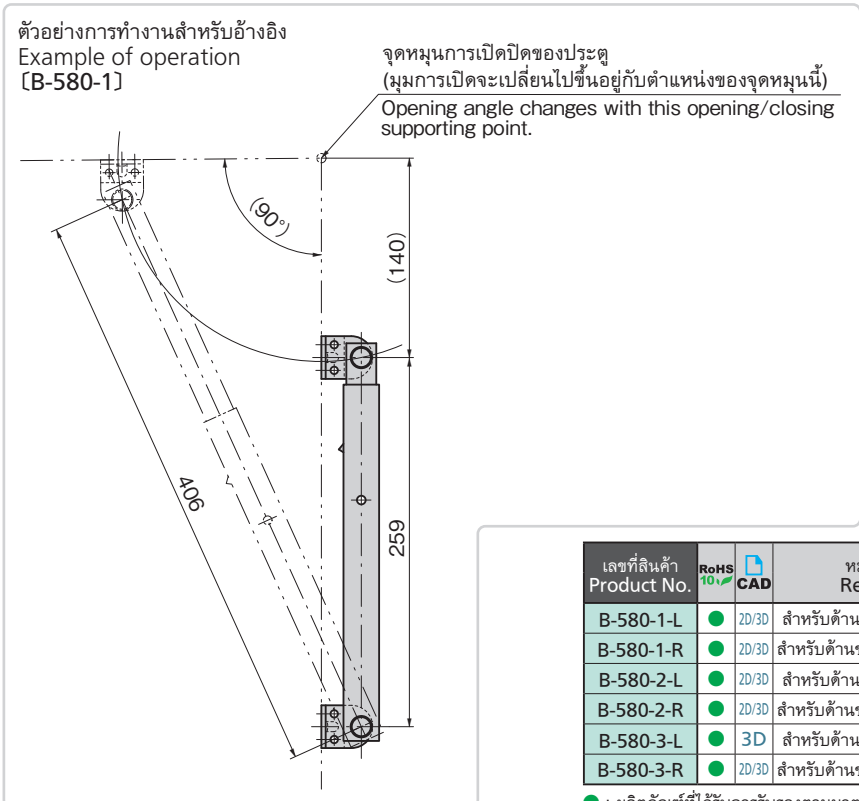 ตัวอย่างการทำงานสำหรับอ้างอิง
Example of operation
〔B-580-1〕
จุดหมุนการเปิดปิดของประตู
(มุมการเปิดจะเปลี่ยนไปขึ้นอยู่กับตำแหน่งของจุดหมุนนี้)
Opening angle changes with this opening/closing
supporting point.
(90°)
(140)
406
259
เลขที่สินค้า RoHS
Product No. 10 CAD
B-580-1-L 2D/3D สำหรับด้าน
B-580-1-R 2D/3D สำหรับด้าน
B-580-2-L 2D/3D สำหรับด้าน
B-580-2-R 2D/3D สำหรับด้าน
B-580-3-L 3D สำหรับด้าน
B-580-3-R 2D/3D สำหรับด้าน